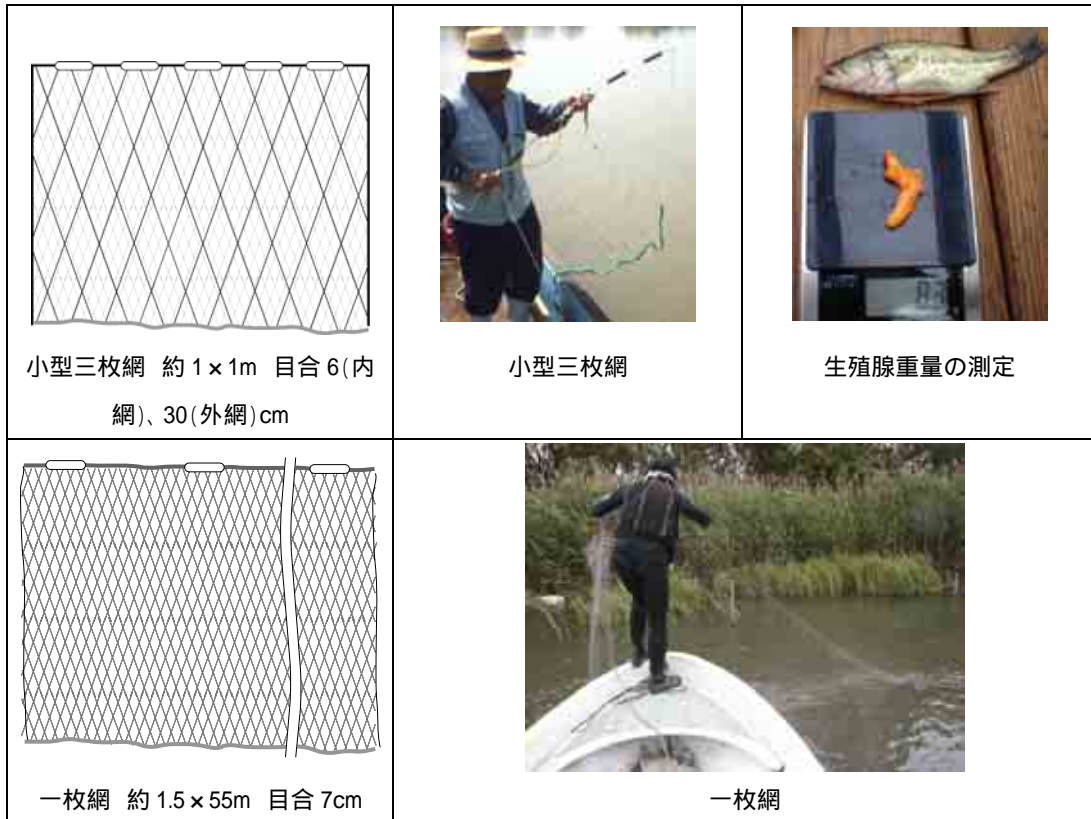 小型三枚網 約 1×1m 目合 6(内
網)、30(外網)cm
小型三枚網
生殖腺重量の測定
一枚網 約 1.5×55m 目合 7cm
一枚網